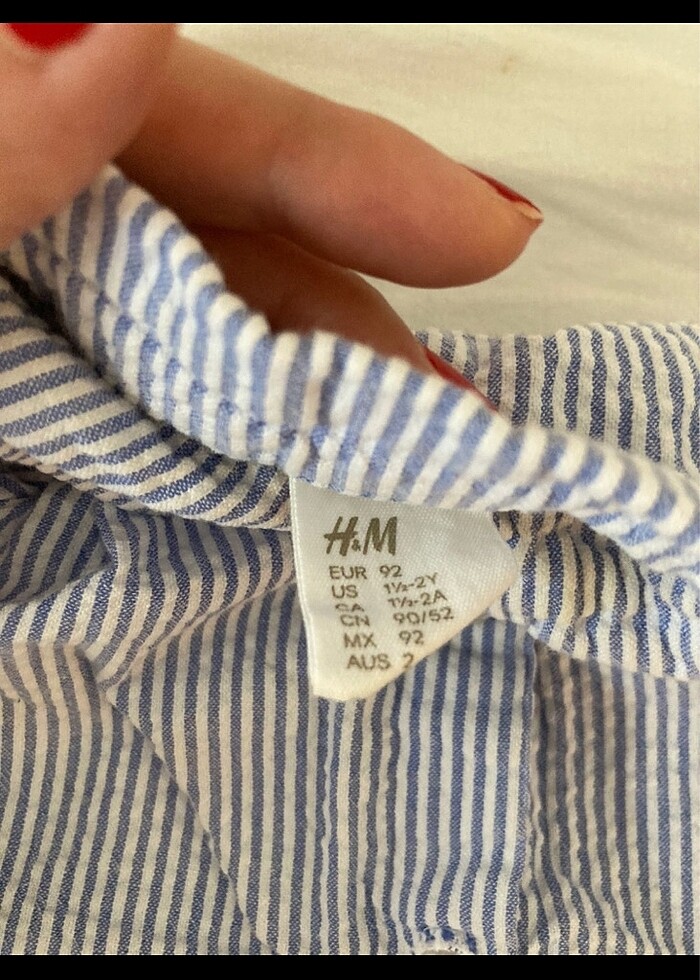 H&M
EUR 92
US 1½-2Y
CA 1½-2A
CN 90/52
MX 92
AUS 2